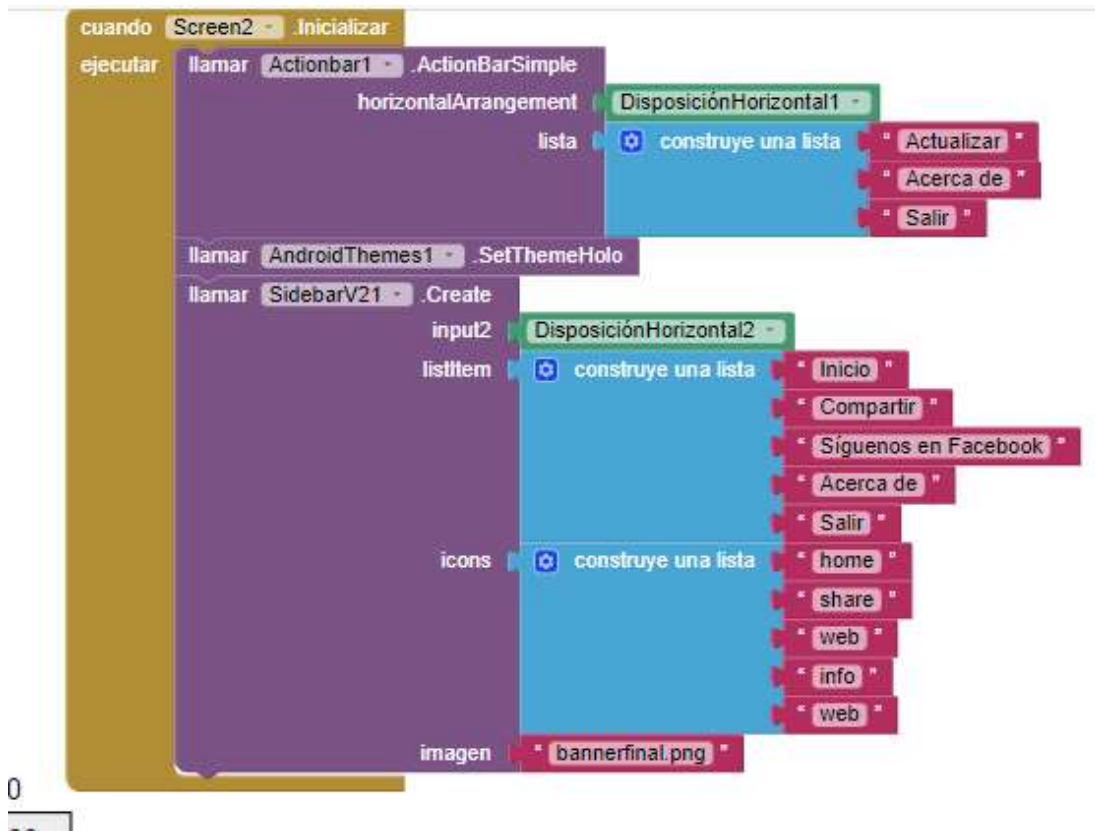 cuando Screen2 .Inicializar
ejecutar llamar Actionbar1 .ActionBarSimple
horizontalArrangement DisposiciónHorizontal1
lista construye una lista " Actualizar "
" Acerca de "
" Salir "
llamar AndroidThemes1 .SetThemeHolo
llamar SidebarV21 .Create
input2 DisposiciónHorizontal2
listItem construye una lista " Inicio "
" Compartir "
" Síguenos en Facebook "
" Acerca de "
" Salir "
icons construye una lista " home "
" share "
" web "
" info "
" web "
imagen " bannerfinal.png "
0